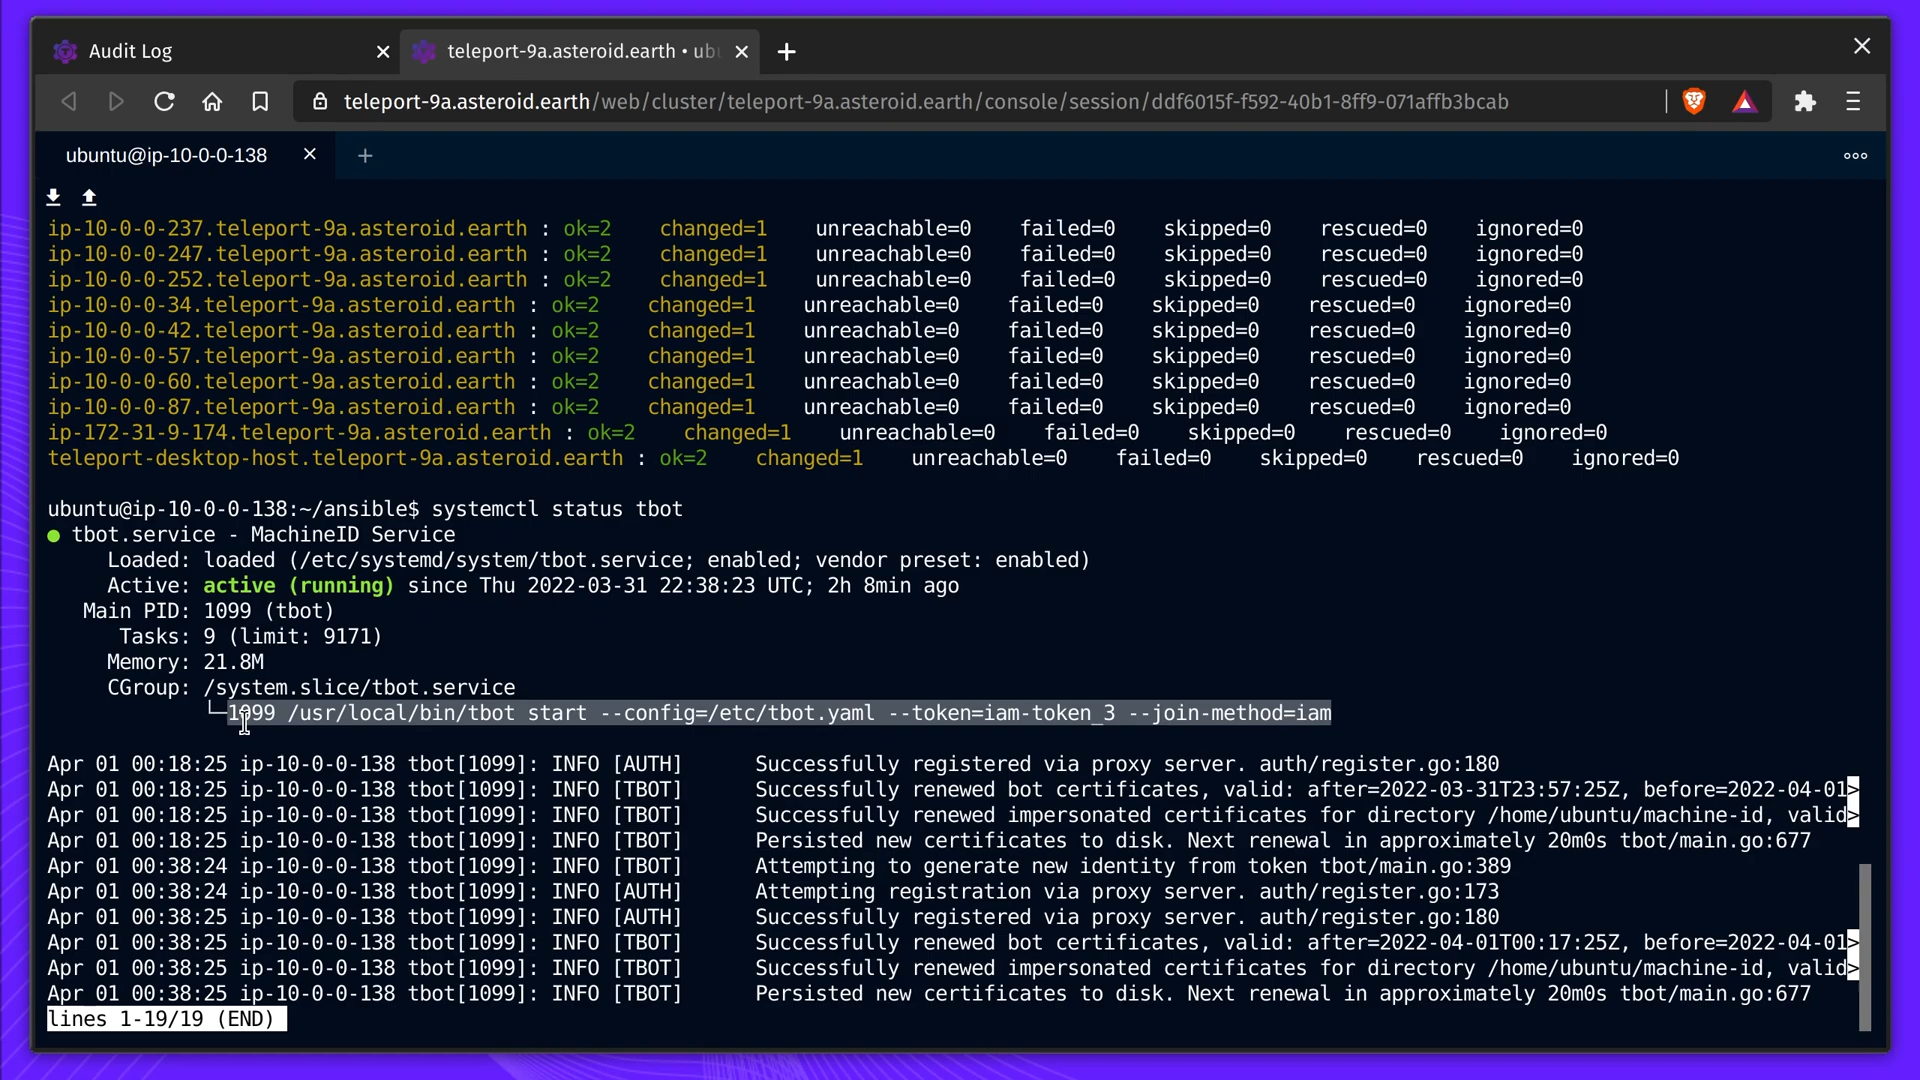 Audit Log
teleport-9a.asteroid.earth • ubu
teleport-9a.asteroid.earth/web/cluster/teleport-9a.asteroid.earth/console/session/ddf6015f-f592-40b1-8ff9-071affb3bcab
ubuntu@ip-10-0-0-138
ip-10-0-0-237.teleport-9a.asteroid.earth : ok=2 changed=1 unreachable=0 failed=0 skipped=0 rescued=0 ignored=0
ip-10-0-0-247.teleport-9a.asteroid.earth : ok=2 changed=1 unreachable=0 failed=0 skipped=0 rescued=0 ignored=0
ip-10-0-0-252.teleport-9a.asteroid.earth : ok=2 changed=1 unreachable=0 failed=0 skipped=0 rescued=0 ignored=0
ip-10-0-0-34.teleport-9a.asteroid.earth : ok=2 changed=1 unreachable=0 failed=0 skipped=0 rescued=0 ignored=0
ip-10-0-0-42.teleport-9a.asteroid.earth : ok=2 changed=1 unreachable=0 failed=0 skipped=0 rescued=0 ignored=0
ip-10-0-0-57.teleport-9a.asteroid.earth : ok=2 changed=1 unreachable=0 failed=0 skipped=0 rescued=0 ignored=0
ip-10-0-0-60.teleport-9a.asteroid.earth : ok=2 changed=1 unreachable=0 failed=0 skipped=0 rescued=0 ignored=0
ip-10-0-0-87.teleport-9a.asteroid.earth : ok=2 changed=1 unreachable=0 failed=0 skipped=0 rescued=0 ignored=0
ip-172-31-9-174.teleport-9a.asteroid.earth : ok=2 changed=1 unreachable=0 failed=0 skipped=0 rescued=0 ignored=0
teleport-desktop-host.teleport-9a.asteroid.earth : ok=2 changed=1 unreachable=0 failed=0 skipped=0 rescued=0 ignored=0
ubuntu@ip-10-0-0-138:~/ansible$ systemctl status tbot
● tbot.service - MachineID Service
Loaded: loaded (/etc/systemd/system/tbot.service; enabled; vendor preset: enabled)
Active: active (running) since Thu 2022-03-31 22:38:23 UTC; 2h 8min ago
Main PID: 1099 (tbot)
Tasks: 9 (limit: 9171)
Memory: 21.8M
CGroup: /system.slice/tbot.service
└─1099 /usr/local/bin/tbot start --config=/etc/tbot.yaml --token=iam-token_3 --join-method=iam
Apr 01 00:18:25 ip-10-0-0-138 tbot[1099]: INFO [AUTH] Successfully registered via proxy server. auth/register.go:180
Apr 01 00:18:25 ip-10-0-0-138 tbot[1099]: INFO [TBOT] Successfully renewed bot certificates, valid: after=2022-03-31T23:57:25Z, before=2022-04-01>
Apr 01 00:18:25 ip-10-0-0-138 tbot[1099]: INFO [TBOT] Successfully renewed impersonated certificates for directory /home/ubuntu/machine-id, valid>
Apr 01 00:18:25 ip-10-0-0-138 tbot[1099]: INFO [TBOT] Persisted new certificates to disk. Next renewal in approximately 20m0s tbot/main.go:677
Apr 01 00:38:24 ip-10-0-0-138 tbot[1099]: INFO [TBOT] Attempting to generate new identity from token tbot/main.go:389
Apr 01 00:38:24 ip-10-0-0-138 tbot[1099]: INFO [AUTH] Attempting registration via proxy server. auth/register.go:173
Apr 01 00:38:25 ip-10-0-0-138 tbot[1099]: INFO [AUTH] Successfully registered via proxy server. auth/register.go:180
Apr 01 00:38:25 ip-10-0-0-138 tbot[1099]: INFO [TBOT] Successfully renewed bot certificates, valid: after=2022-04-01T00:17:25Z, before=2022-04-01>
Apr 01 00:38:25 ip-10-0-0-138 tbot[1099]: INFO [TBOT] Successfully renewed impersonated certificates for directory /home/ubuntu/machine-id, valid>
Apr 01 00:38:25 ip-10-0-0-138 tbot[1099]: INFO [TBOT] Persisted new certificates to disk. Next renewal in approximately 20m0s tbot/main.go:677
lines 1-19/19 (END)